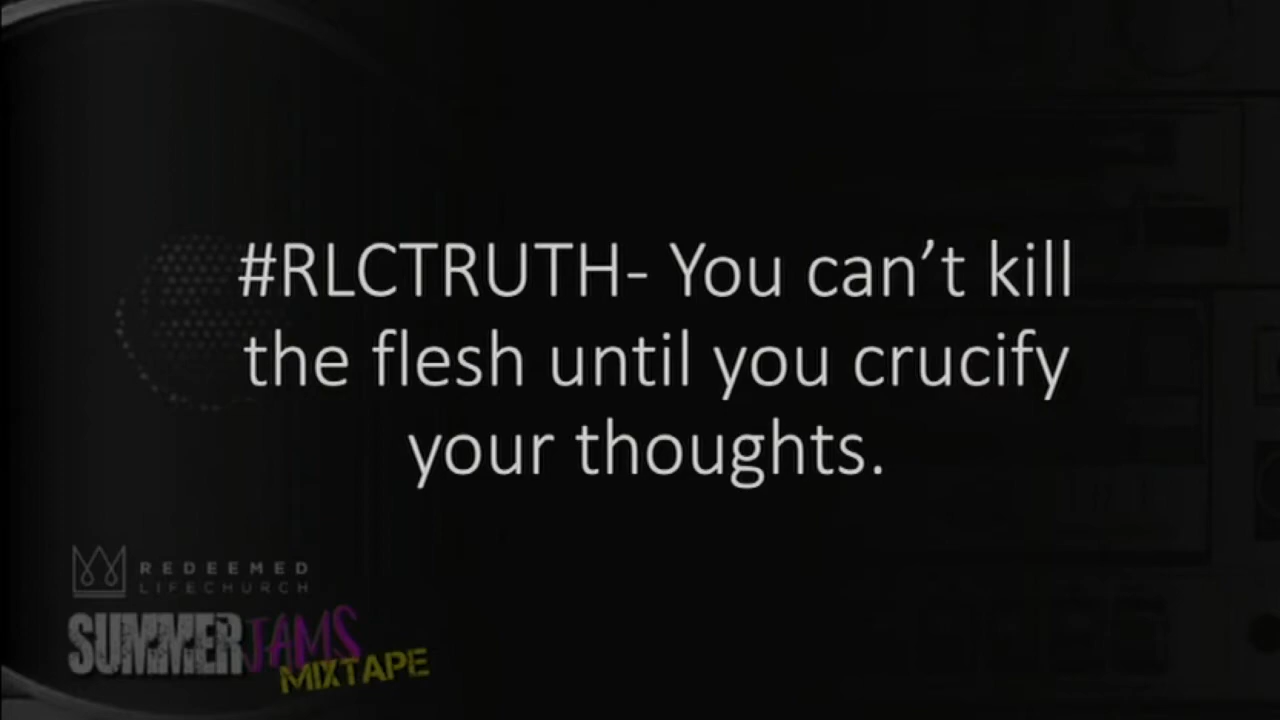 #RLCTRUTH- You can’t kill
the flesh until you crucify
your thoughts.
REDEEMED
LIFECHURCH
SUMMER JAMS
MIXTAPE